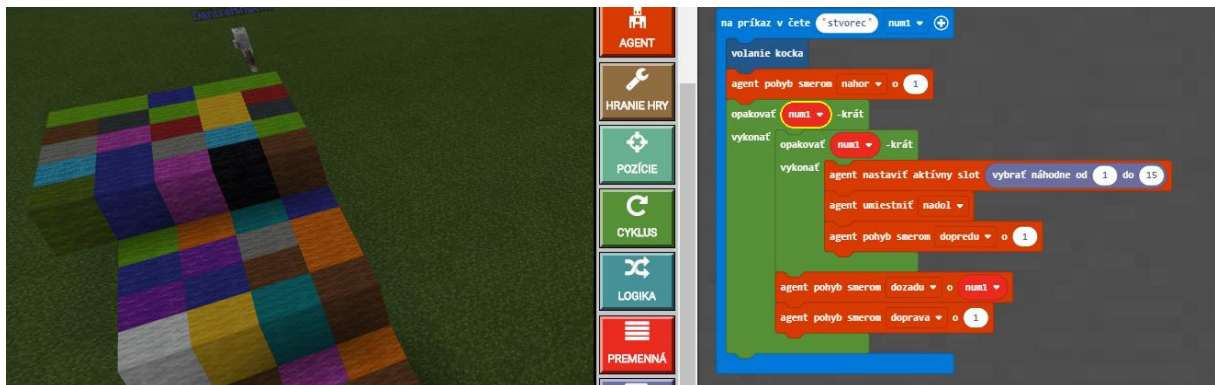 AGENT
HRANIE HRY
POZÍCIE
CYKLUS
LOGIKA
PREMENNÁ
na príkaz v čete "stvorec" num1
volanie kocka
agent pohyb smerom nahor o 1
opakovať num1 -krát
vykonať opakovať num1 -krát
vykonať agent nastaviť aktívny slot vybrať náhodne od 1 do 15
agent umiestniť nadol
agent pohyb smerom dopredu o 1
agent pohyb smerom dozadu o num1
agent pohyb smerom doprava o 1